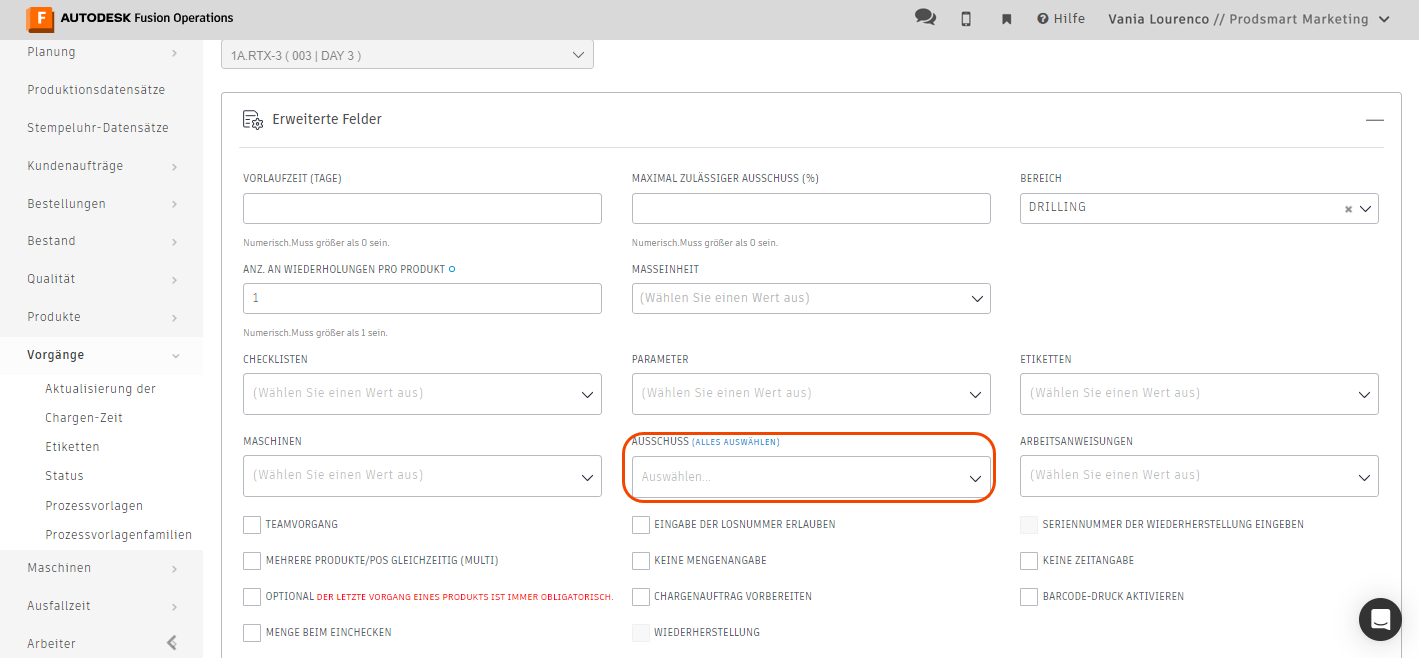 F AUTODESK Fusion Operations
Hilfe
Vania Lourenco // Prodsmart Marketing
Planung
Produktionsdatensätze
Stempeluhr-Datensätze
Kundenaufträge
Bestellungen
Bestand
Qualität
Produkte
Vorgänge
Aktualisierung der
Chargen-Zeit
Etiketten
Status
Prozessvorlagen
Prozessvorlagenfamilien
Maschinen
Ausfallzeit
Arbeiter
1A.RTX-3 ( 003 | DAY 3 )
Erweiterte Felder
VORLAUFZEIT (TAGE)
MAXIMAL ZULÄSSIGER AUSSCHUSS (%)
BEREICH
DRILLING
Numerisch.Muss größer als 0 sein.
Numerisch.Muss größer als 0 sein.
ANZ. AN WIEDERHOLUNGEN PRO PRODUKT
MASSEINHEIT
1
(Wählen Sie einen Wert aus)
Numerisch.Muss größer als 1 sein.
CHECKLISTEN
PARAMETER
ETIKETTEN
(Wählen Sie einen Wert aus)
(Wählen Sie einen Wert aus)
(Wählen Sie einen Wert aus)
MASCHINEN
AUSSCHUSS (ALLES AUSWÄHLEN)
ARBEITSANWEISUNGEN
(Wählen Sie einen Wert aus)
Auswählen...
(Wählen Sie einen Wert aus)
TEAMVORGANG
EINGABE DER LOSNUMMER ERLAUBEN
SERIENNUMMER DER WIEDERHERSTELLUNG EINGEBEN
MEHRERE PRODUKTE/POS GLEICHZEITIG (MULTI)
KEINE MENGENANGABE
KEINE ZEITANGABE
OPTIONAL DER LETZTE VORGANG EINES PRODUKTS IST IMMER OBLIGATORISCH.
CHARGENAUFTRAG VORBEREITEN
BARCODE-DRUCK AKTIVIEREN
MENGE BEIM EINCHECKEN
WIEDERHERSTELLUNG